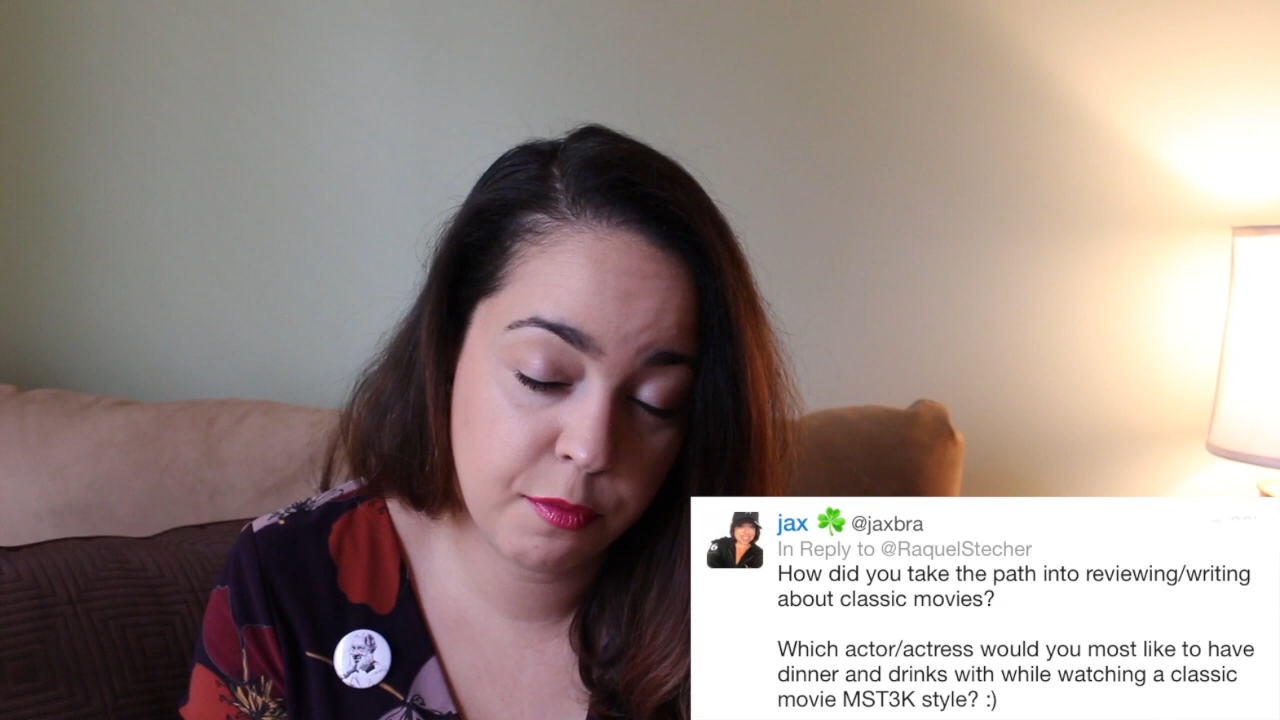 jax ☘ @jaxbra
In Reply to @RaquelStecher
How did you take the path into reviewing/writing
about classic movies?
Which actor/actress would you most like to have
dinner and drinks with while watching a classic
movie MST3K style? :)